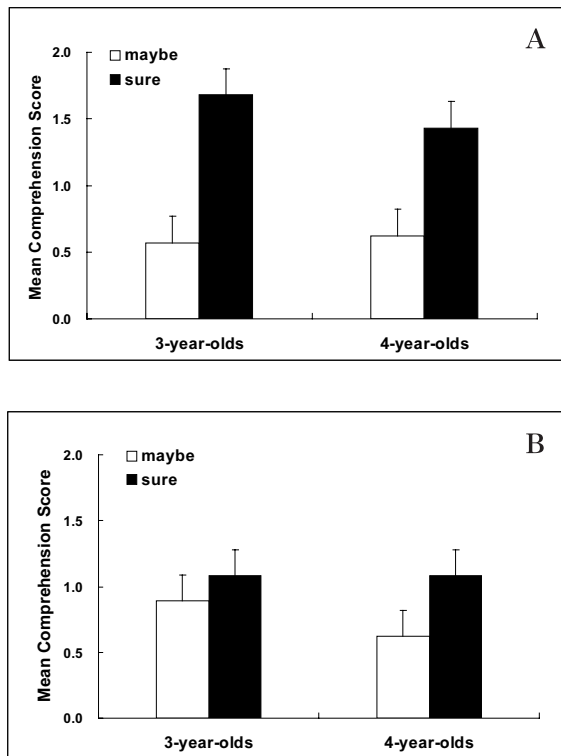 A
2.0
maybe
sure
1.5
1.0
0.5
0.0
Mean Comprehension Score
3-year-olds 4-year-olds
B
maybe
2.0
sure
1.5
1.0
0.5
0.0
Mean Comprehension Score
3-year-olds 4-year-olds